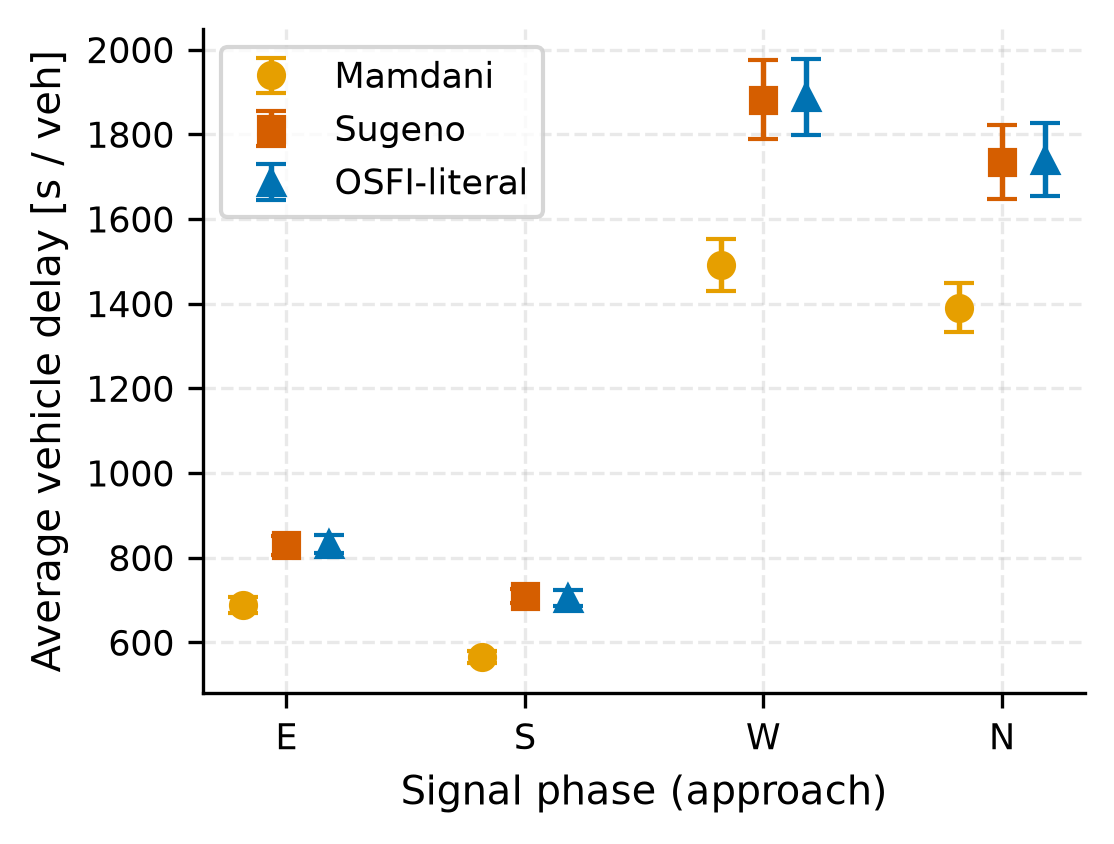 Average vehicle delay [s / veh]
2000
1800
1600
1400
1200
1000
800
600
Mamdani
Sugeno
OSFI-literal
E S W N
Signal phase (approach)